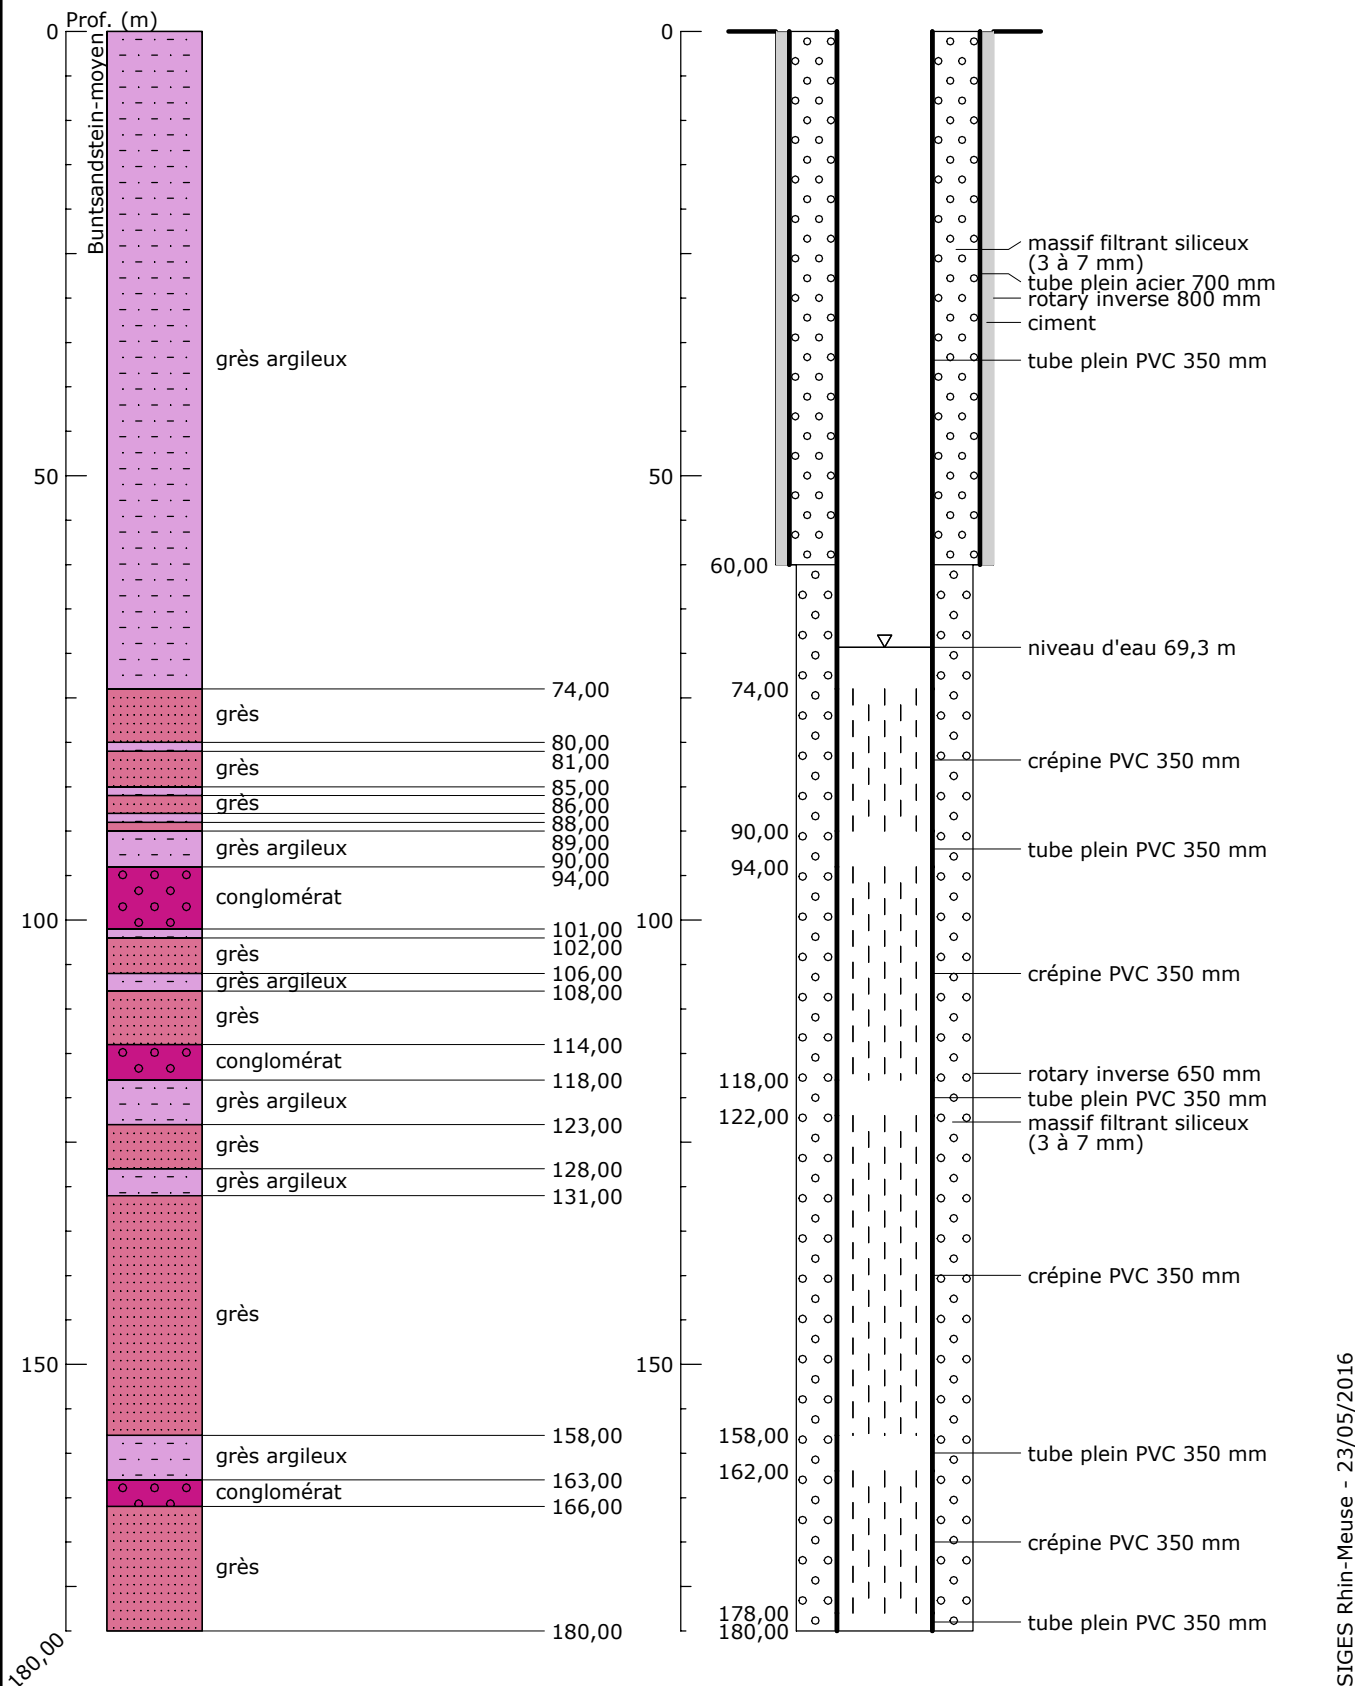 Prof. (m)
0
50
100
150
180,00
Buntsandstein-moyen
grès argileux
74,00
grès
80,00
81,00
grès
85,00
86,00
grès
88,00
89,00
90,00
grès argileux
94,00
conglomérat
101,00
102,00
grès
106,00
grès argileux
108,00
grès
114,00
conglomérat
118,00
grès argileux
123,00
grès
128,00
grès argileux
131,00
grès
158,00
grès argileux
163,00
conglomérat
166,00
grès
180,00
0
50
100
150
60,00
74,00
90,00
94,00
118,00
122,00
158,00
162,00
178,00
180,00
massif filtrant siliceux
(3 à 7 mm)
tube plein acier 700 mm
rotary inverse 800 mm
ciment
tube plein PVC 350 mm
niveau d'eau 69,3 m
crépine PVC 350 mm
tube plein PVC 350 mm
crépine PVC 350 mm
rotary inverse 650 mm
tube plein PVC 350 mm
massif filtrant siliceux
(3 à 7 mm)
crépine PVC 350 mm
tube plein PVC 350 mm
crépine PVC 350 mm
tube plein PVC 350 mm
SIGES Rhin-Meuse - 23/05/2016